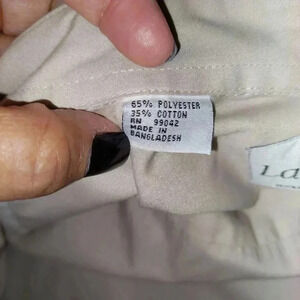 65% POLYESTER
35% COTTON
RN 99042
MADE IN
BANGLADESH